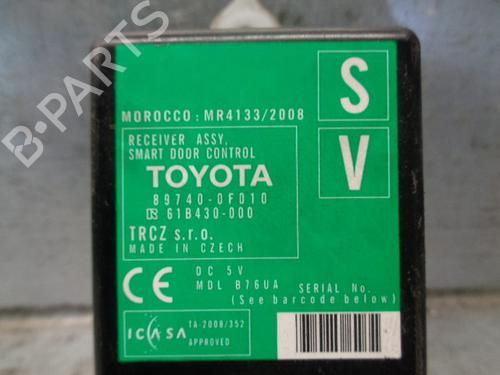 B-PARTS
MOROCCO: MR4133/2008
S
RECEIVER ASSY,
SMART DOOR CONTROL
V
TOYOTA
89740-0F010
61B430-000
TRCZ s.r.o.
MADE IN CZECH
CE
DC 5V
MDL B76UA
SERIAL No.
(See barcode below)
ICASA
TA-2008/352
APPROVED